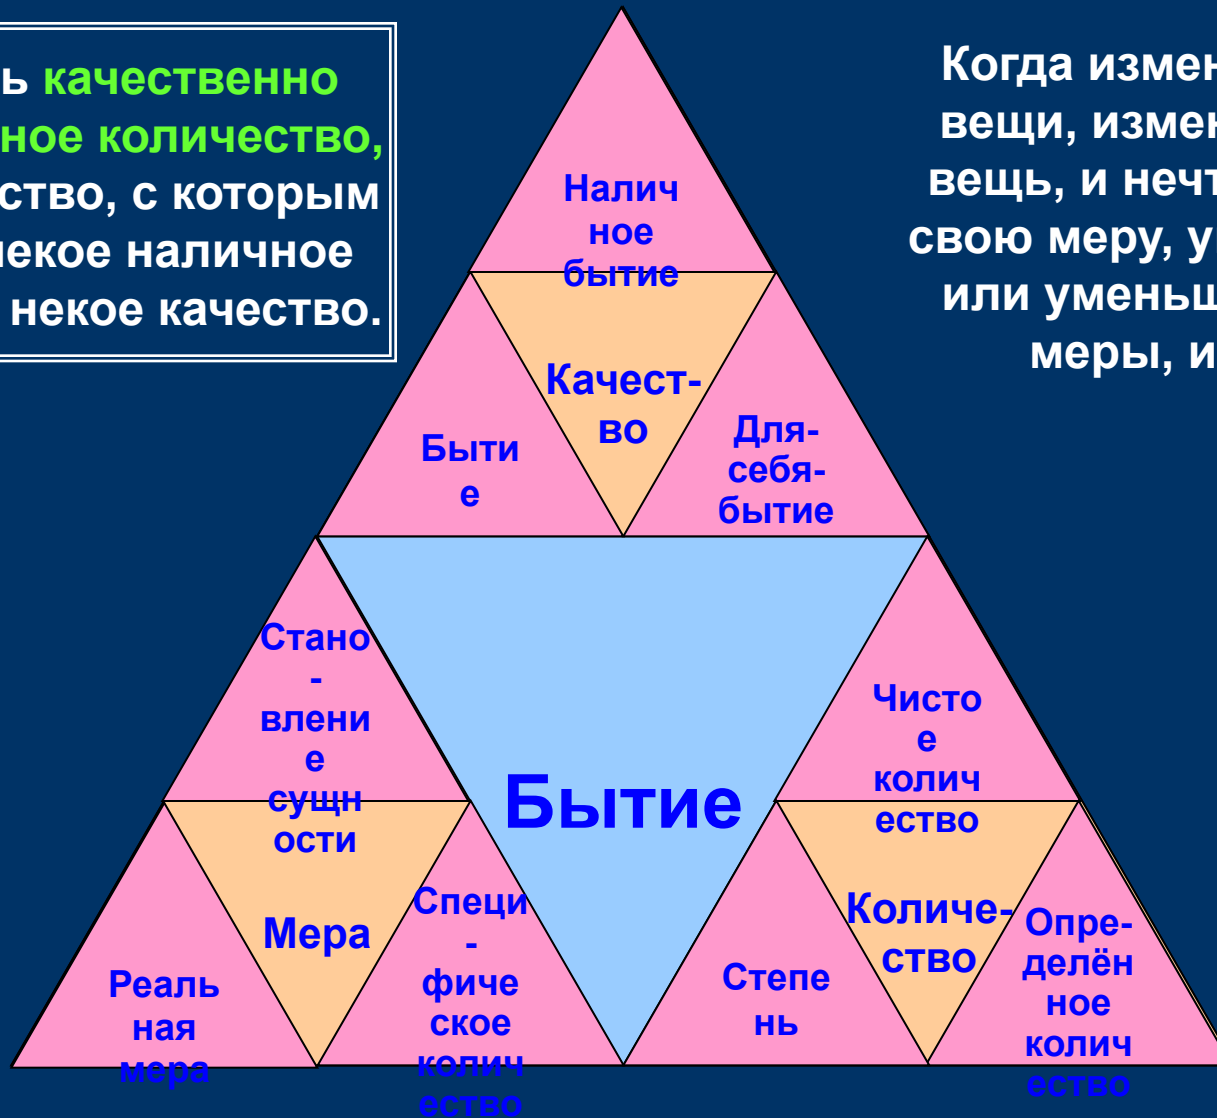 ь качественно
ное количество,
ство, с которым
некое наличное
некое качество.
Когда измен
вещи, измен
вещь, и нечт
свою меру, у
или уменьш
меры, и
Налич
ное
бытие
Качест-
во
Быти
е
Для-
себя-
бытие
Стано
-
влени
е
сущн
ости
Бытие
Чисто
е
колич
ество
Мера
Реаль
ная
мера
Специ
-
фиче
ское
колич
ество
Степе
нь
Количе-
ство
Опре-
делён
ное
колич
ество